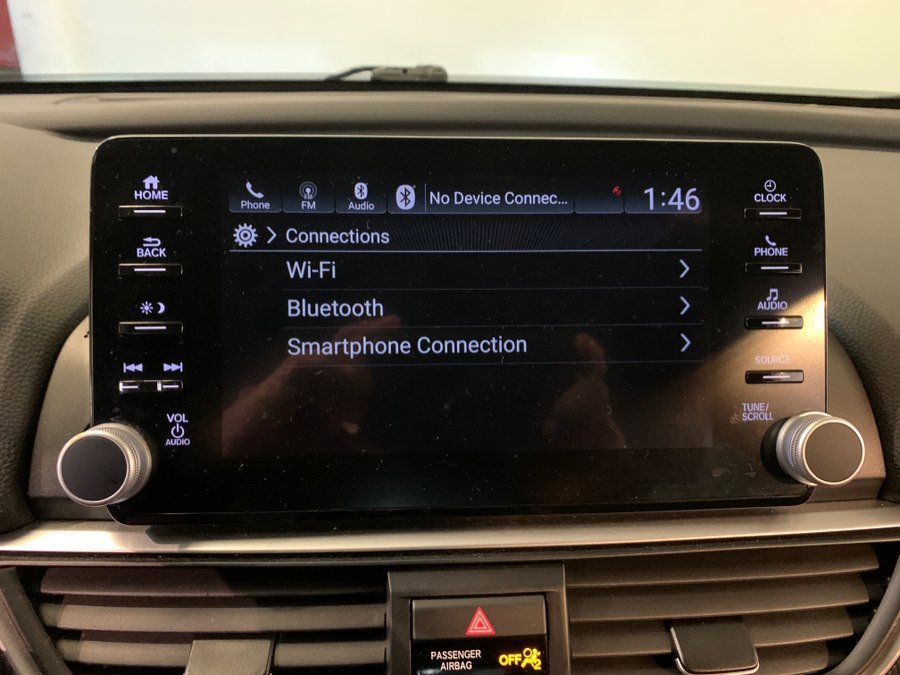 HOME
BACK
VOL
AUDIO
Phone
FM
Audio
No Device Connec...
1:46
Connections
Wi-Fi
Bluetooth
Smartphone Connection
CLOCK
PHONE
AUDIO
SOURCE
TUNE/
SCROLL
PASSENGER
AIRBAG
OFF
2